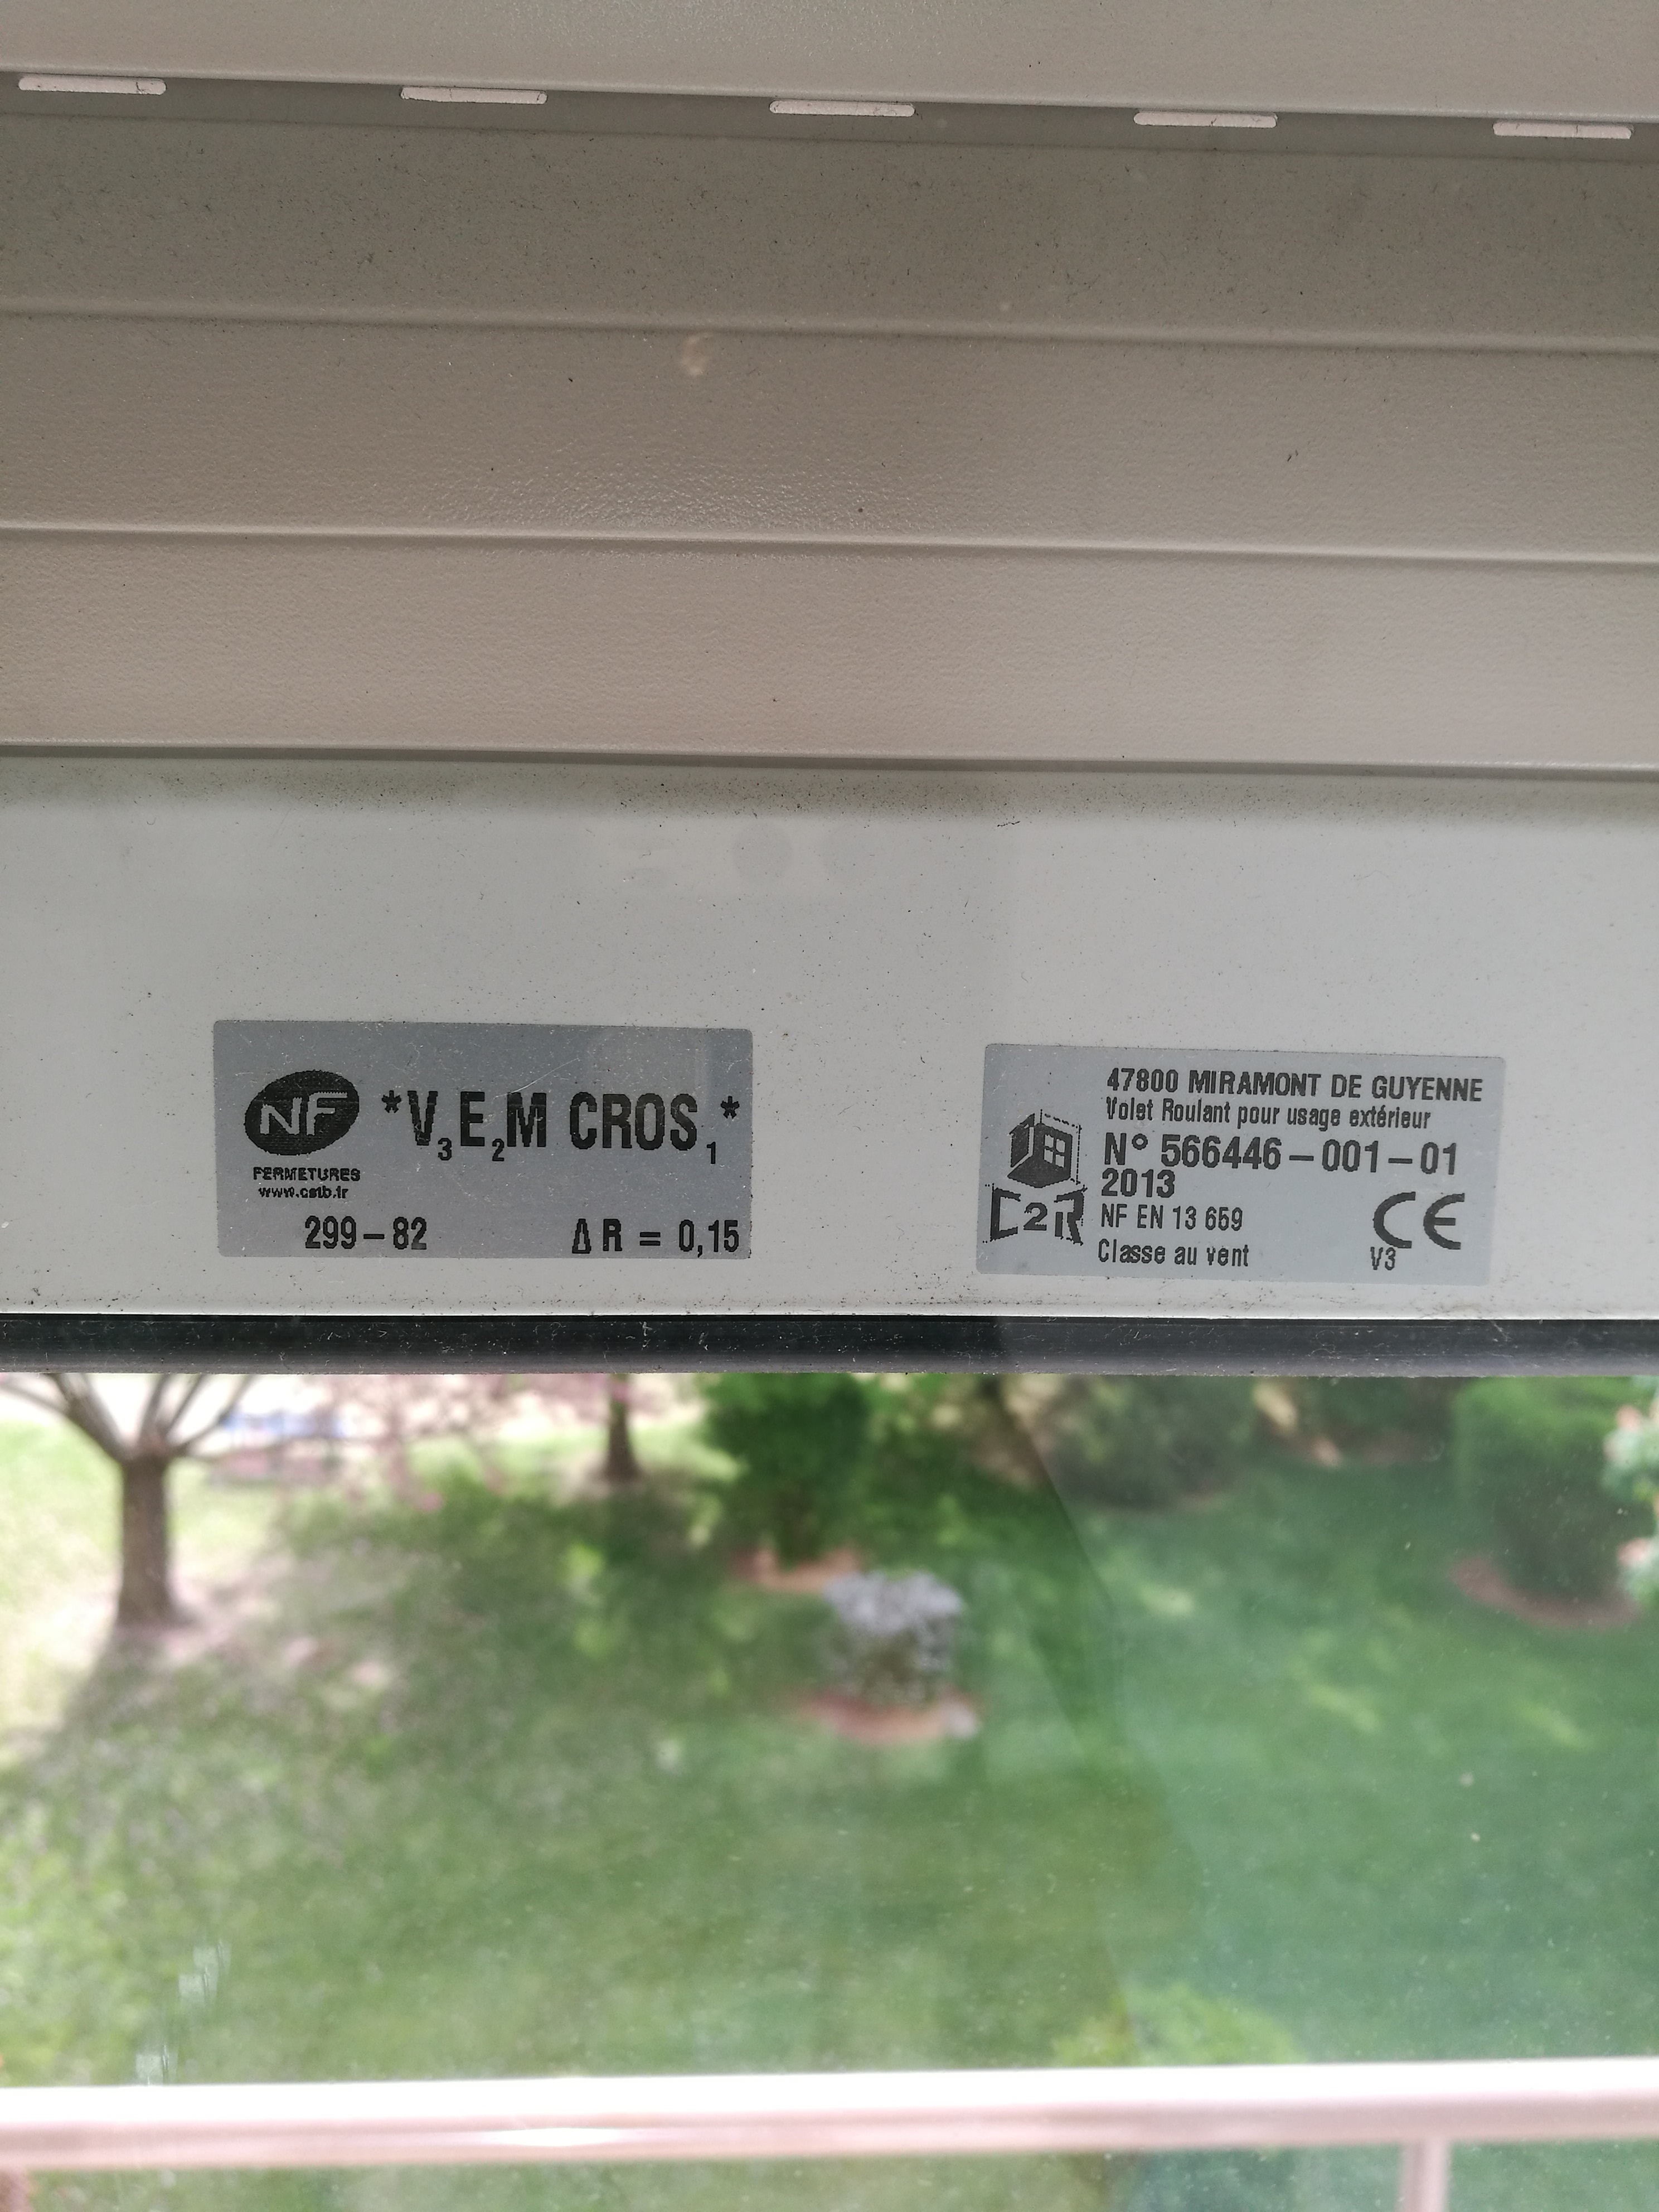 NF
*V₃E₂M CROS₁*
FERMETURES
www.cstb.fr
299-82 Δ R = 0,15
47800 MIRAMONT DE GUYENNE
Volet Roulant pour usage extérieur
N° 566446-001-01
2013
C2R
NF EN 13 659
CE
Classe au vent V3